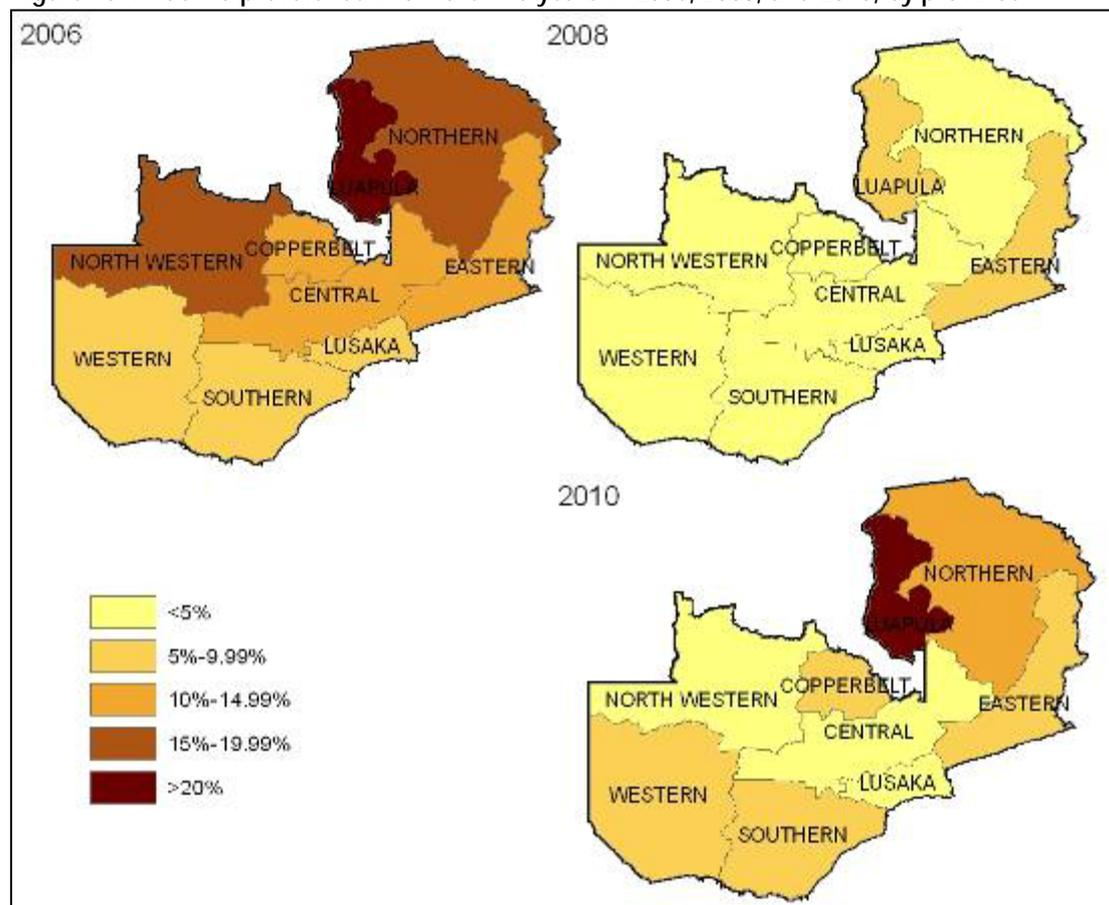 2006
NORTHERN
LUAPULA
COPPERBELT
NORTH WESTERN
EASTERN
CENTRAL
LUSAKA
WESTERN
SOUTHERN
2008
NORTHERN
LUAPULA
COPPERBELT
NORTH WESTERN
EASTERN
CENTRAL
LUSAKA
WESTERN
SOUTHERN
2010
NORTHERN
LUAPULA
COPPERBELT
NORTH WESTERN
EASTERN
CENTRAL
LUSAKA
WESTERN
SOUTHERN
<5%
5%-9.99%
10%-14.99%
15%-19.99%
>20%